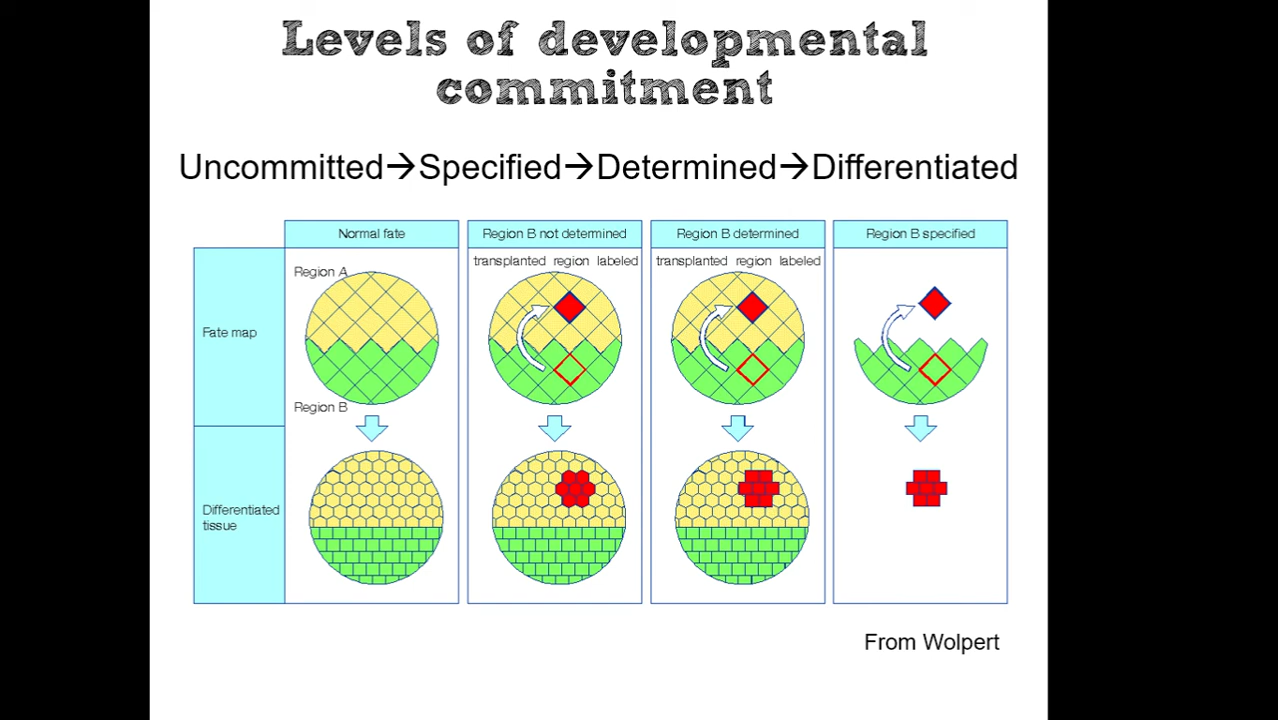 Levels of developmental
commitment
Uncommitted→Specified→Determined→Differentiated
Normal fate
Region B not determined
Region B determined
Region B specified
transplanted region labeled
transplanted region labeled
Region A
Fate map
Region B
Differentiated
tissue
From Wolpert